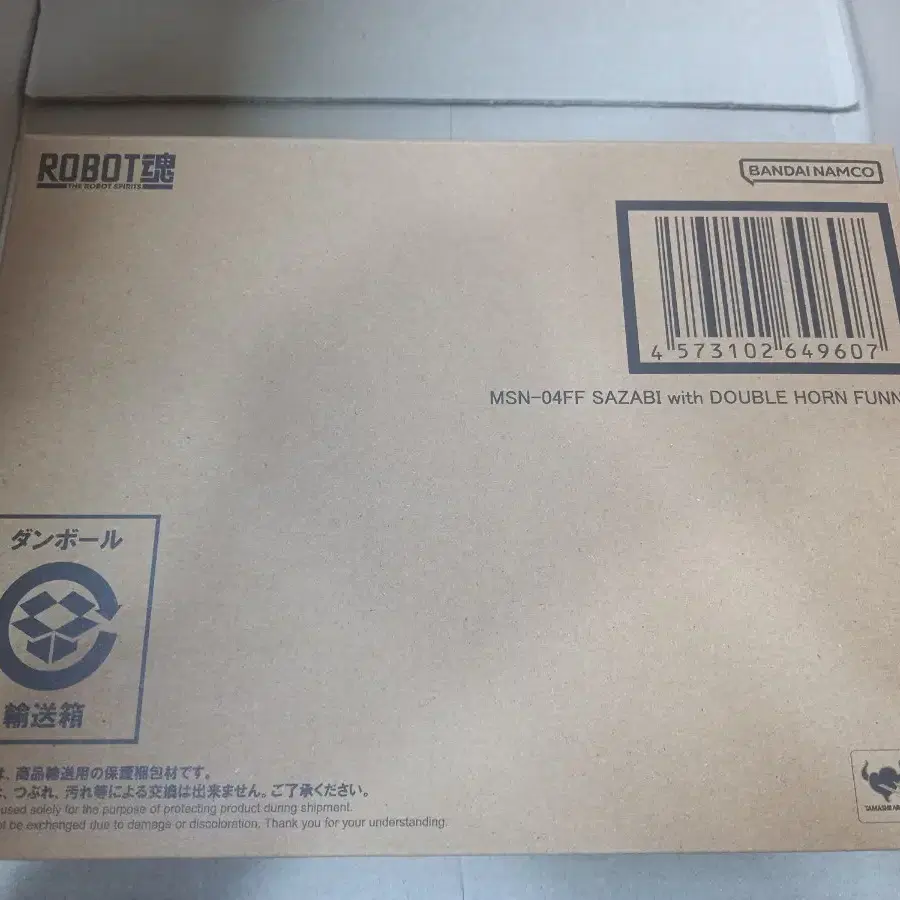 ROBOT魂
THE ROBOT SPIRITS
BANDAI NAMCO
4 573102 649607
MSN-04FF SAZABI with DOUBLE HORN FUNN
ダンボール
輸送箱
は、商品輸送用の保護梱包材です。
、つぶれ、汚れ等による交換は出来ません。ご了承ください。
used solely for the purpose of protecting product during shipment.
be exchanged due to damage or discoloration. Thank you for your understanding.